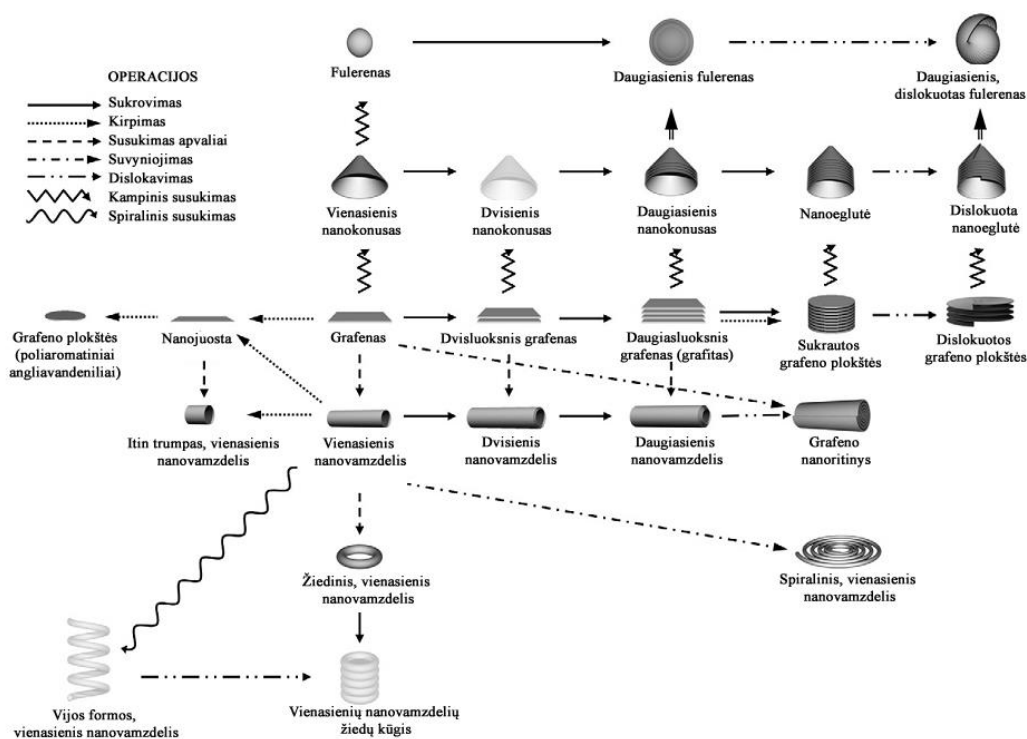 OPERACIJOS
Sukrovimas
Kirpimas
Susukimas apvaliai
Suvyniojimas
Dislokavimas
Kampinis susukimas
Spiralinis susukimas
Fulerenas
Daugiasienis fulerenas
Daugiasienis,
dislokuotas fulerenas
Vienasienis
nanokonusas
Dvisienis
nanokonusas
Daugiasienis
nanokonusas
Nanoeglutė
Dislokuota
nanoeglutė
Grafeno plokštės
(poliaromatiniai
angliavandeniliai)
Nanojuosta
Grafenas
Dvisluoksnis grafenas
Daugiasluoksnis
grafenas (grafitas)
Sukrautos
grafeno plokštės
Dislokuotos
grafeno plokštės
Itin trumpas, vienasienis
nanovamzdelis
Vienasienis
nanovamzdelis
Dvisienis
nanovamzdelis
Daugiasienis
nanovamzdelis
Grafeno
nanoritinys
Žiedinis, vienasienis
nanovamzdelis
Spiralinis, vienasienis
nanovamzdelis
Vijos formos,
vienasienis nanovamzdelis
Vienasienių nanovamzdelių
žiedų kūgis